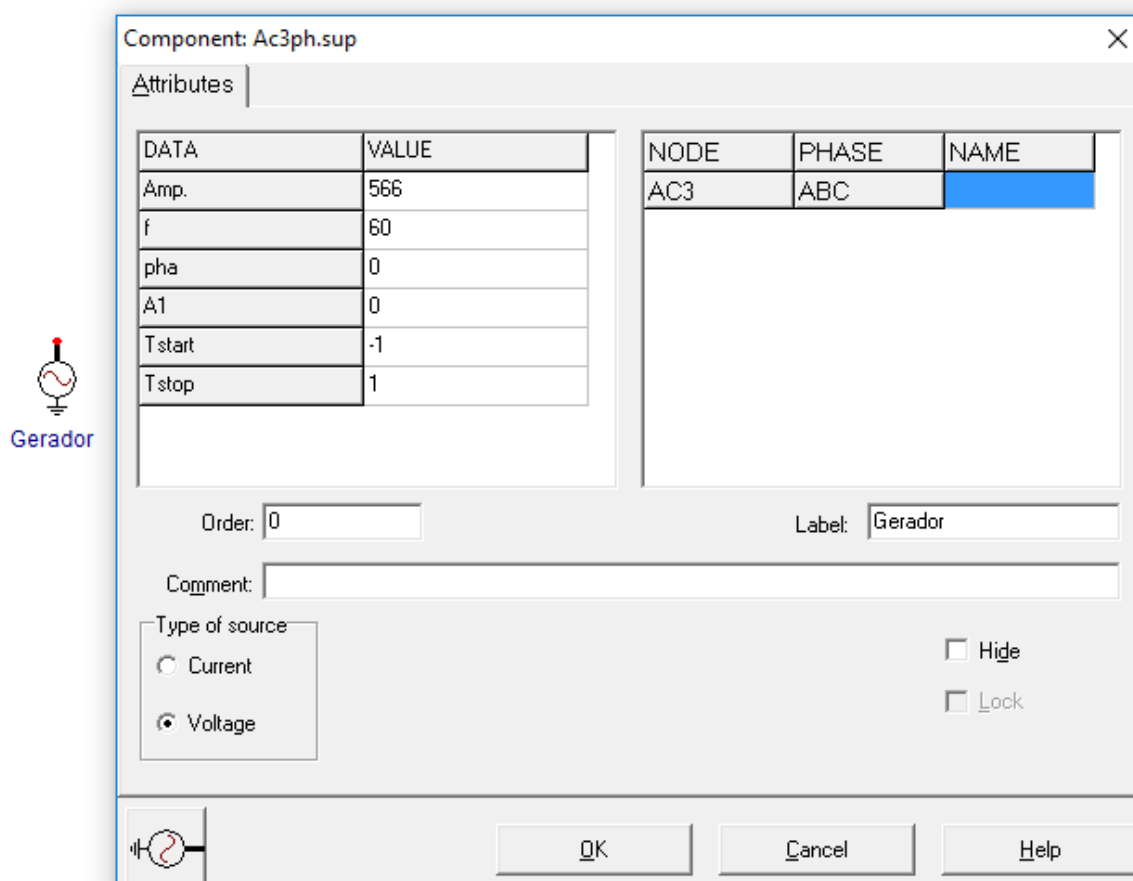 Component: Ac3ph.sup
Attributes
DATA VALUE
Amp. 566
f 60
pha 0
A1 0
Tstart -1
Tstop 1
NODE PHASE NAME
AC3 ABC
Gerador
Order: 0
Label: Gerador
Comment:
Type of source
Current
Voltage
Hide
Lock
OK
Cancel
Help